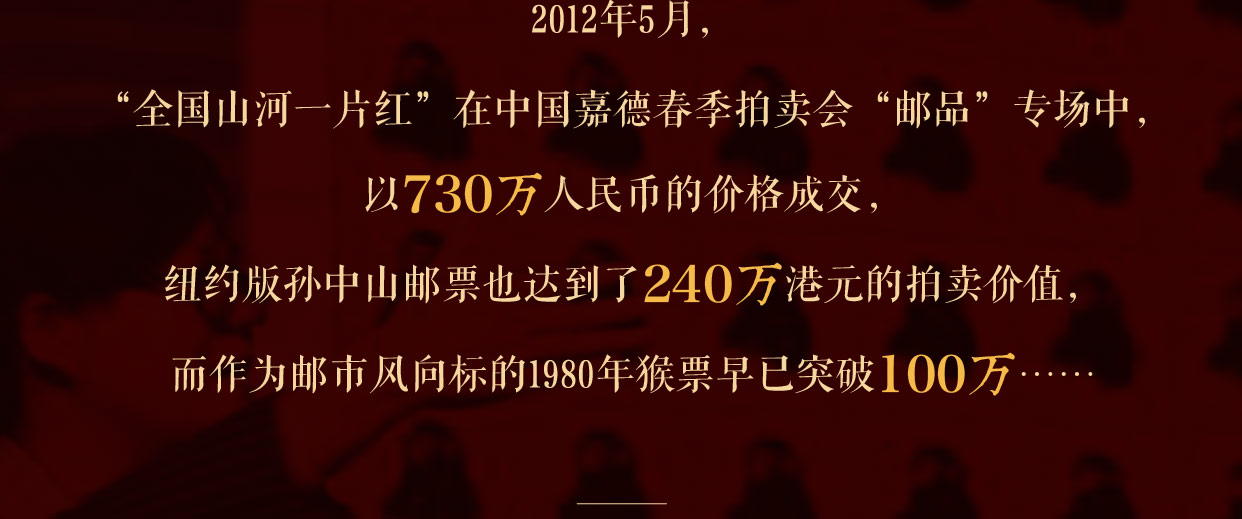 2012年5月，
“全国山河一片红”在中国嘉德春季拍卖会“邮品”专场中，
以730万人民币的价格成交，
纽约版孙中山邮票也达到了240万港元的拍卖价值，
而作为邮市风向标的1980年猴票早已突破100万……